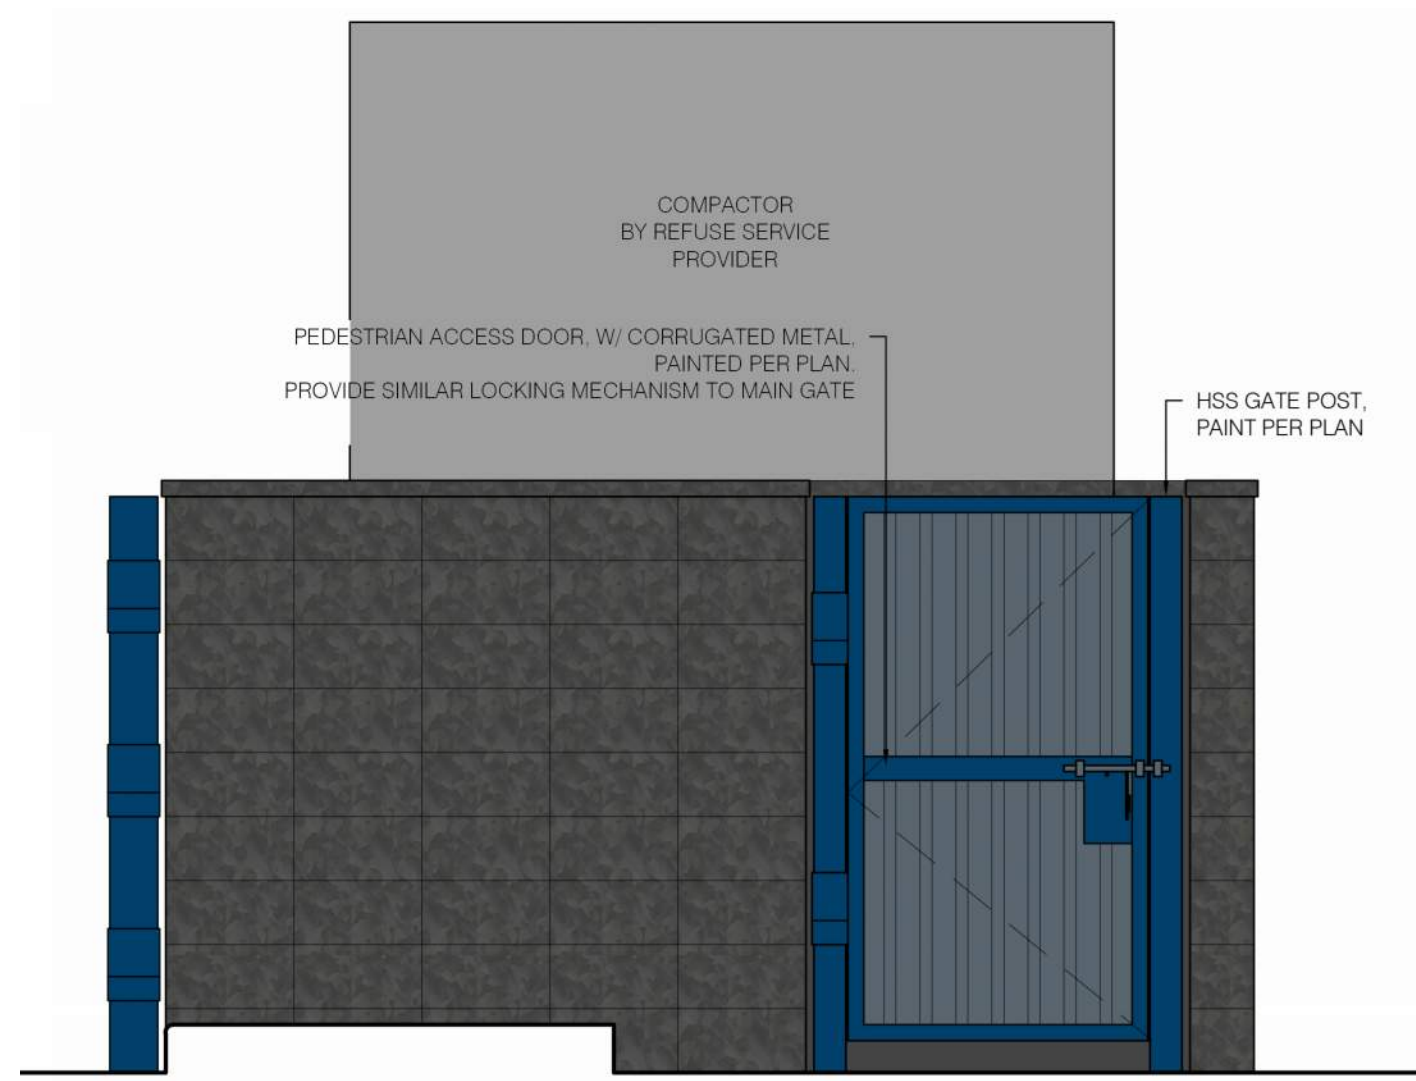 COMPACTOR
BY REFUSE SERVICE
PROVIDER
PEDESTRIAN ACCESS DOOR, W/ CORRUGATED METAL,
PAINTED PER PLAN.
PROVIDE SIMILAR LOCKING MECHANISM TO MAIN GATE
HSS GATE POST,
PAINT PER PLAN